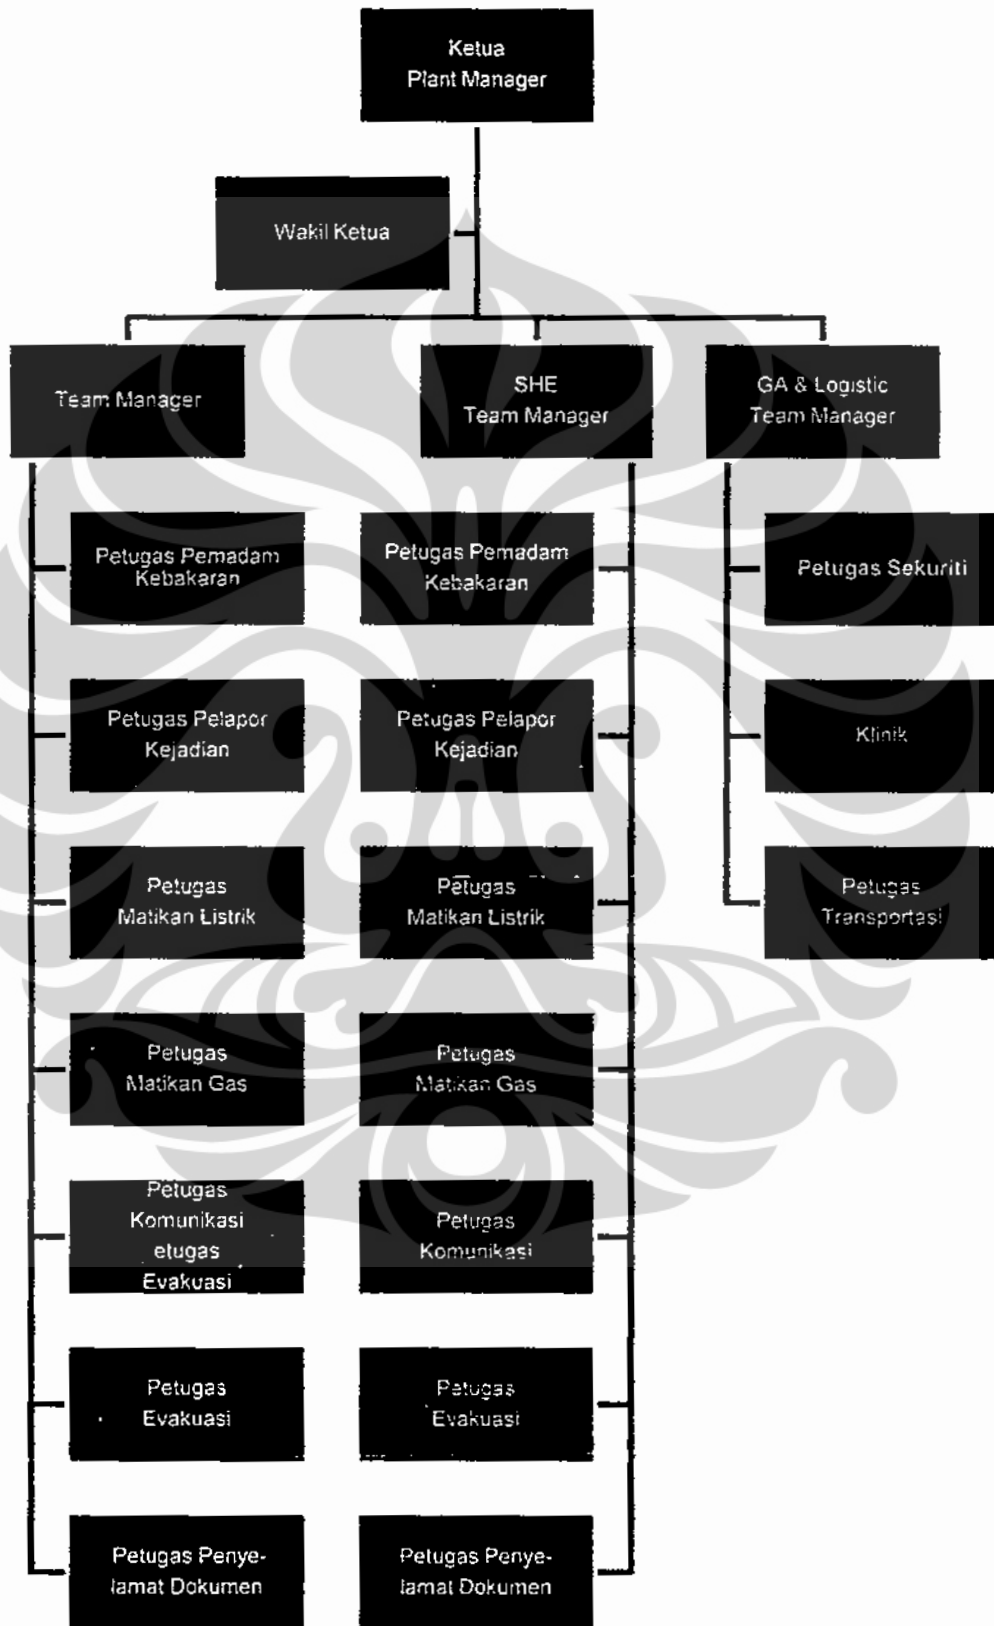 Ketua
Plant Manager
Wakil Ketua
Team Manager
SHE
Team Manager
GA & Logistic
Team Manager
Petugas Pemadam
Kebakaran
Petugas Pemadam
Kebakaran
Petugas Sekuriti
Petugas Pelapor
Kejadian
Petugas Pelapor
Kejadian
Klinik
Petugas
Matikan Listrik
Petugas
Matikan Listrik
Petugas
Transportasi
Petugas
Matikan Gas
Petugas
Matikan Gas
Petugas
Komunikasi
etugas
Evakuasi
Petugas
Komunikasi
Petugas
Evakuasi
Petugas
Evakuasi
Petugas Penye-
lamat Dokumen
Petugas Penye-
lamat Dokumen